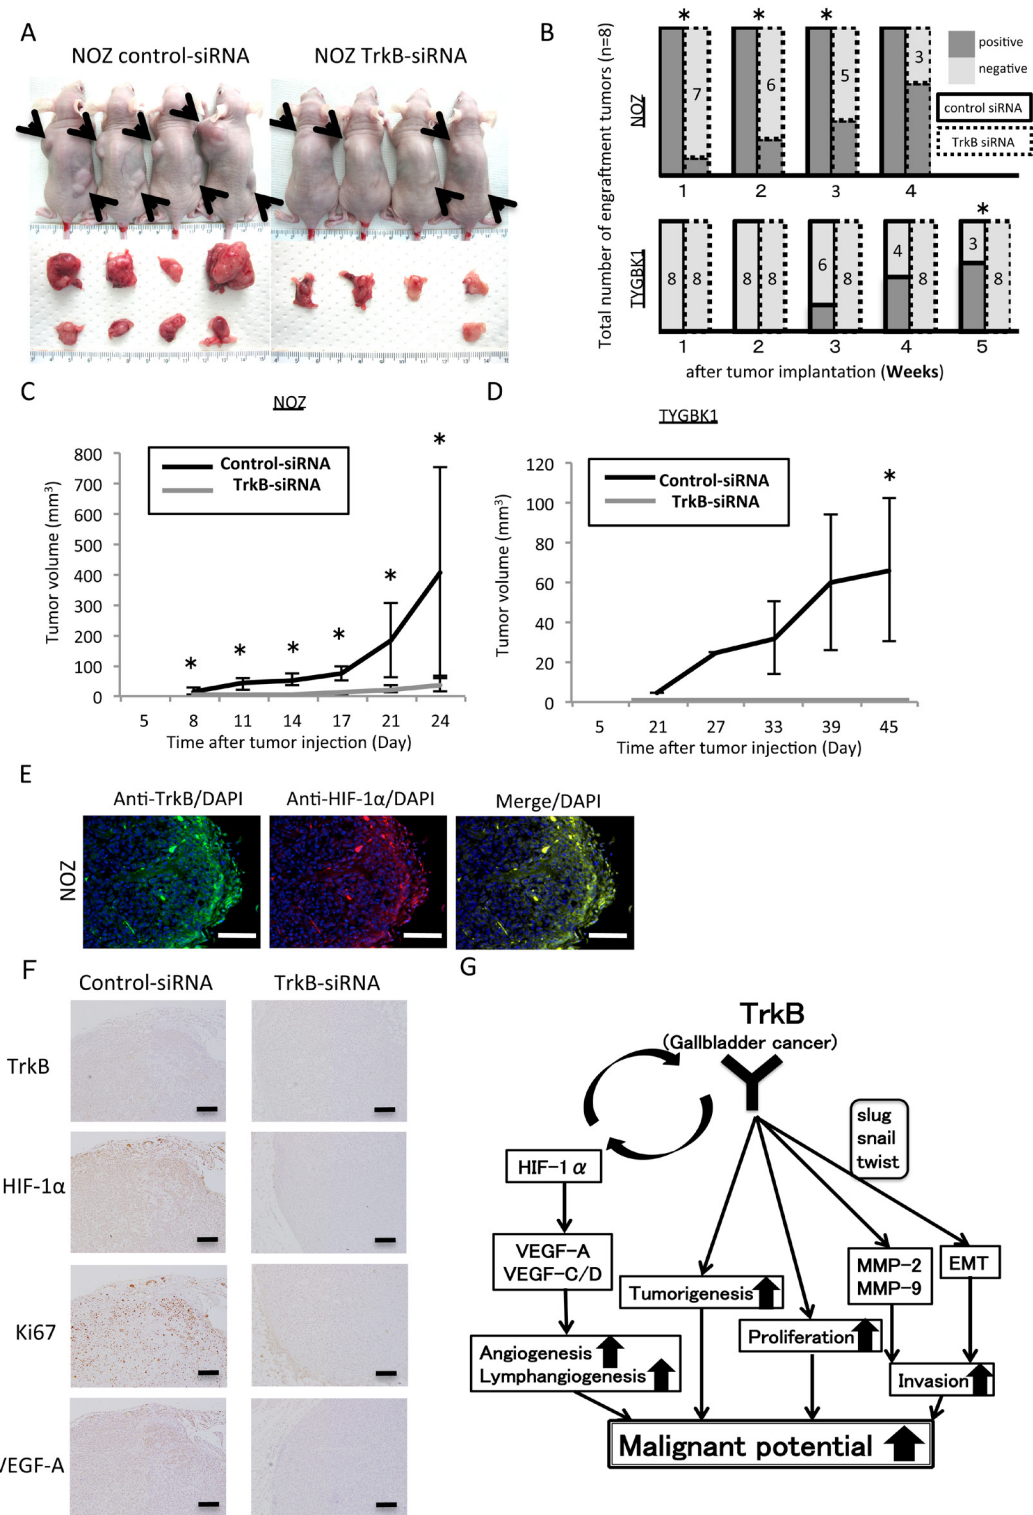 A
NOZ control-siRNA
NOZ TrkB-siRNA
B
Total number of engraftment tumors (n=8)
NOZ
*
*
*
7
6
5
3
1
2
3
4
positive
negative
control siRNA
TrkB siRNA
TYGBK1
*
8
8
8
8
6
8
4
8
3
8
1
2
3
4
5
after tumor implantation (Weeks)
C
NOZ
Control-siRNA
TrkB-siRNA
Tumor volume (mm3)
800
700
600
500
400
300
200
100
0
*
*
*
*
*
*
5
8
11
14
17
21
24
Time after tumor injection (Day)
D
TYGBK1
Control-siRNA
TrkB-siRNA
Tumor volume (mm3)
120
100
80
60
40
20
0
*
5
21
27
33
39
45
Time after tumor injection (Day)
E
Anti-TrkB/DAPI
Anti-HIF-1α/DAPI
Merge/DAPI
NOZ
F
Control-siRNA
TrkB-siRNA
TrkB
HIF-1α
Ki67
VEGF-A
G
TrkB
(Gallbladder cancer)
slug
snail
twist
HIF-1α
VEGF-A
VEGF-C/D
Tumorigenesis
MMP-2
MMP-9
EMT
Proliferation
Angiogenesis
Lymphangiogenesis
Invasion
Malignant potential